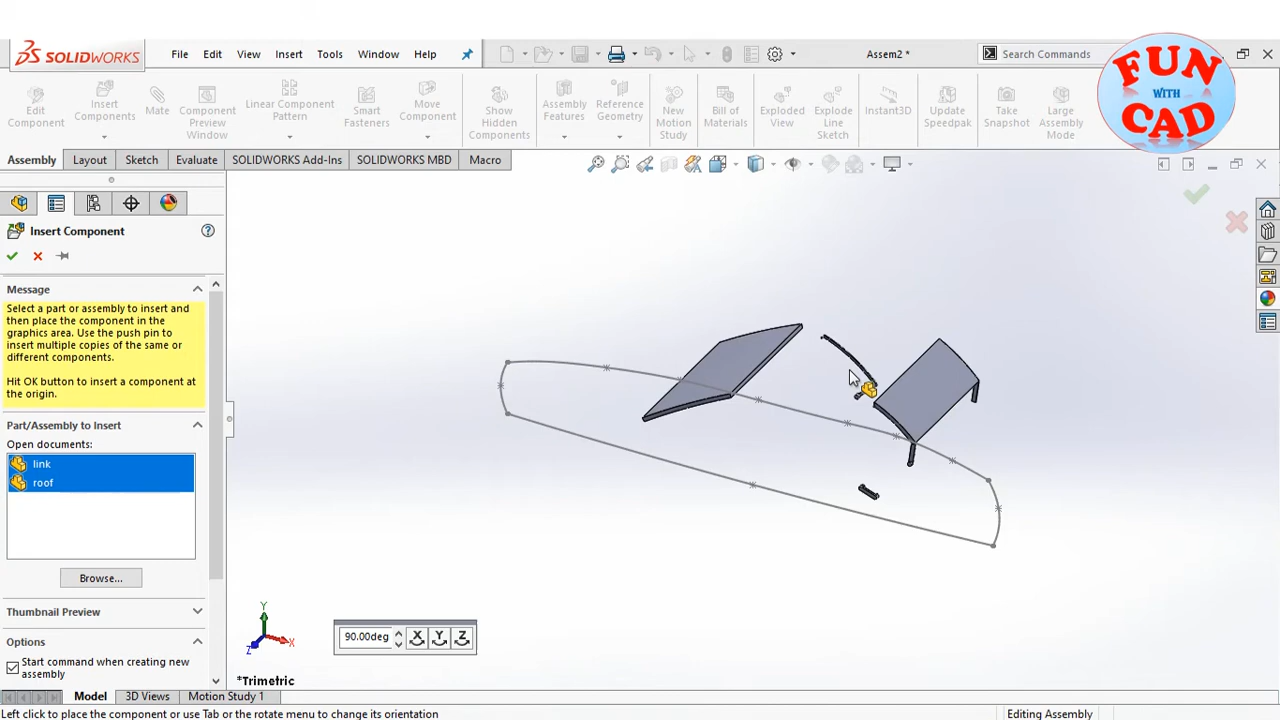 SOLIDWORKS
File Edit View Insert Tools Window Help
Assem2 *
Search Commands
FUN
WITH
CAD
Edit
Component
Insert
Components
Mate
Component
Preview
Window
Linear Component
Pattern
Smart
Fasteners
Move
Component
Show
Hidden
Components
Assembly
Features
Reference
Geometry
New
Motion
Study
Bill of
Materials
Exploded
View
Explode
Line
Sketch
Instant3D
Update
Speedpak
Take
Snapshot
Large
Assembly
Mode
Assembly Layout Sketch Evaluate SOLIDWORKS Add-Ins SOLIDWORKS MBD Macro
Insert Component
Message
Select a part or assembly to insert and
then place the component in the
graphics area. Use the push pin to
insert multiple copies of the same or
different components.
Hit OK button to insert a component at
the origin.
Part/Assembly to Insert
Open documents:
link
roof
Browse...
Thumbnail Preview
Options
Start command when creating new
assembly
90.00deg X Y Z
Y
X
Z
*Trimetric
Model 3D Views Motion Study 1
Left click to place the component or use Tab or the rotate menu to change its orientation
Editing Assembly